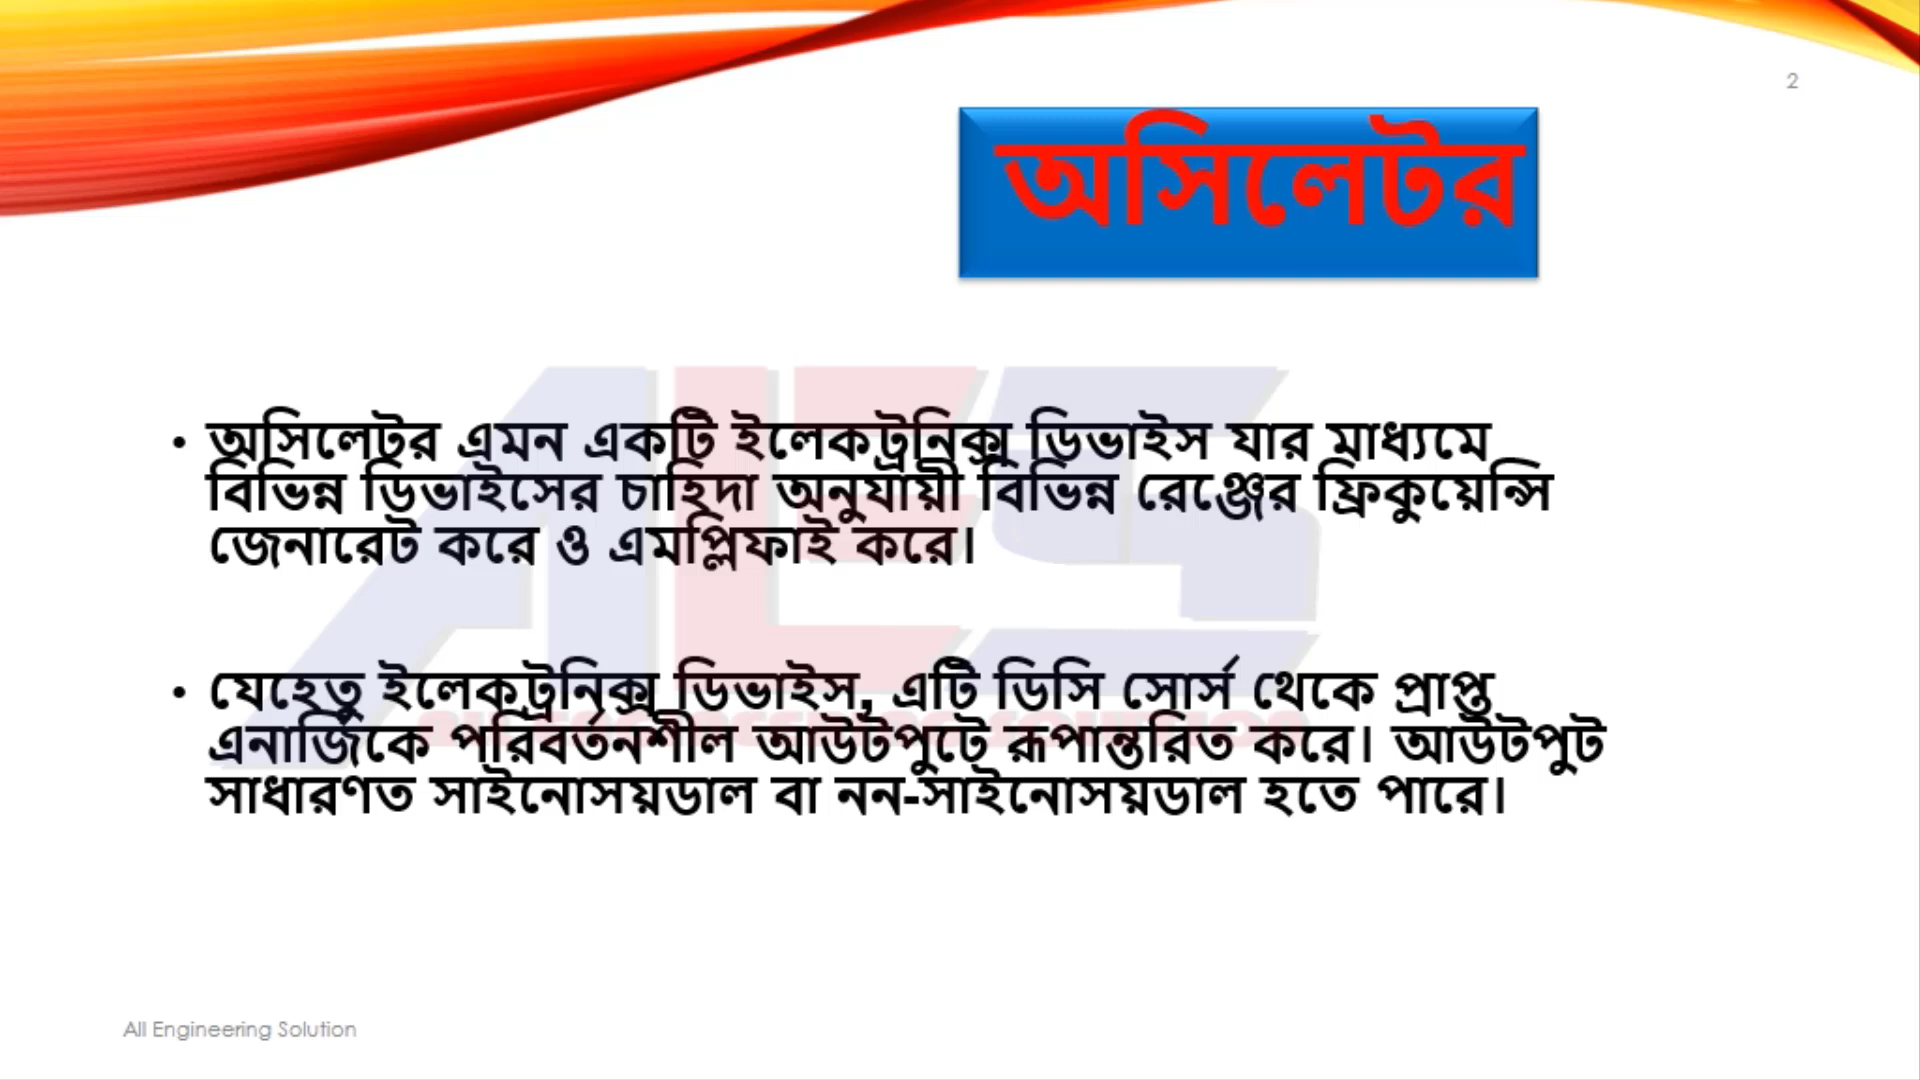 2
অসিলেটর
• অসিলেটর এমন একটি ইলেকট্রনিক্স ডিভাইস যার মাধ্যমে
বিভিন্ন ডিভাইসের চাহিদা অনুযায়ী বিভিন্ন রেঞ্জের ফ্রিকুয়েন্সি
জেনারেট করে ও এমপ্লিফাই করে।
• যেহেতু ইলেকট্রনিক্স ডিভাইস, এটি ডিসি সোর্স থেকে প্রাপ্ত
এনার্জিকে পরিবর্তনশীল আউটপুটে রূপান্তরিত করে। আউটপুট
সাধারণত সাইনোসয়ডাল বা নন-সাইনোসয়ডাল হতে পারে।
All Engineering Solution